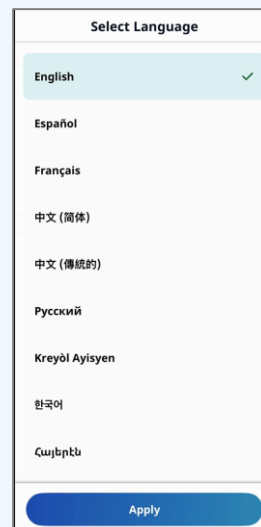 Select Language
English
Español
Français
中文 (简体)
中文 (傳統的)
Русский
Kreyòl Ayisyen
한국어
Հայերէն
Apply